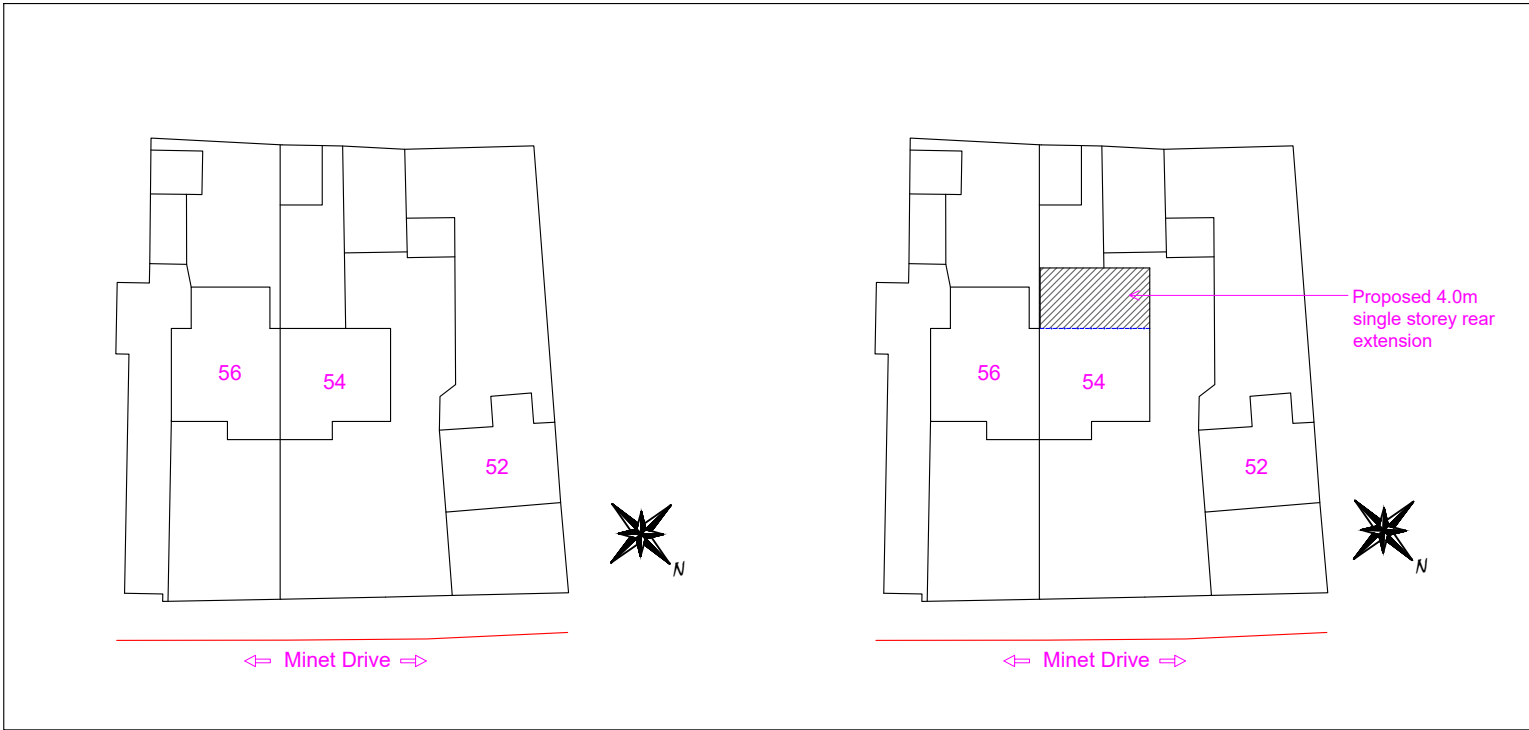 56
54
52
N
⇦ Minet Drive ⇨
56
54
52
Proposed 4.0m
single storey rear
extension
N
⇦ Minet Drive ⇨